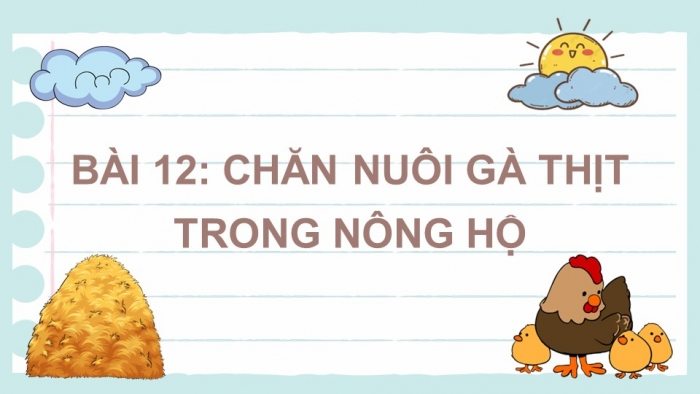 BÀI 12: CHĂN NUÔI GÀ THỊT
TRONG NÔNG HỘ